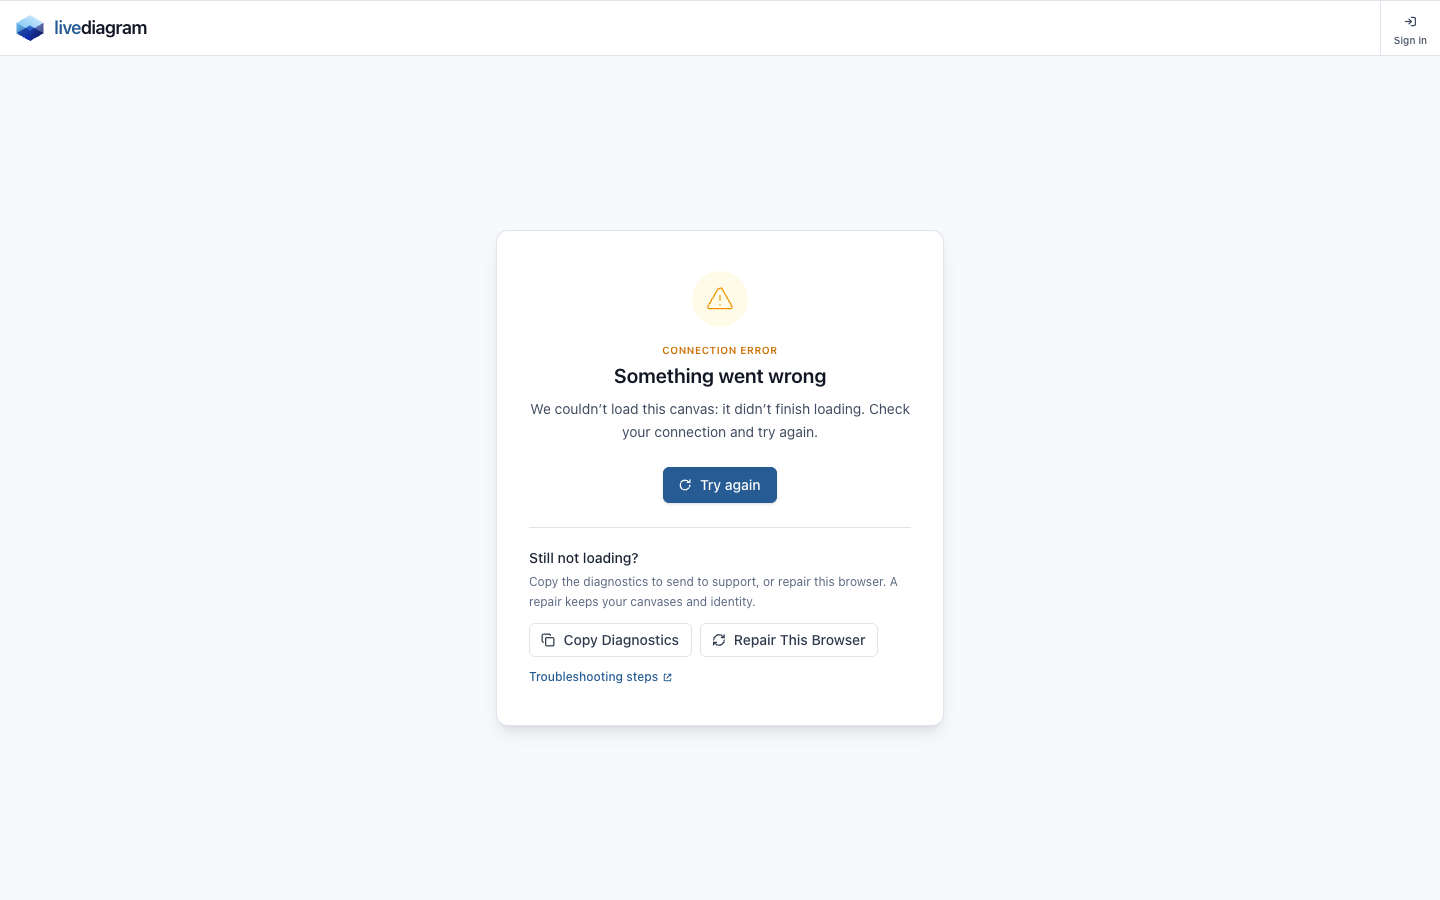 livediagram
Sign in
CONNECTION ERROR
Something went wrong
We couldn’t load this canvas: it didn’t finish loading. Check
your connection and try again.
Try again
Still not loading?
Copy the diagnostics to send to support, or repair this browser. A
repair keeps your canvases and identity.
Copy Diagnostics
Repair This Browser
Troubleshooting steps